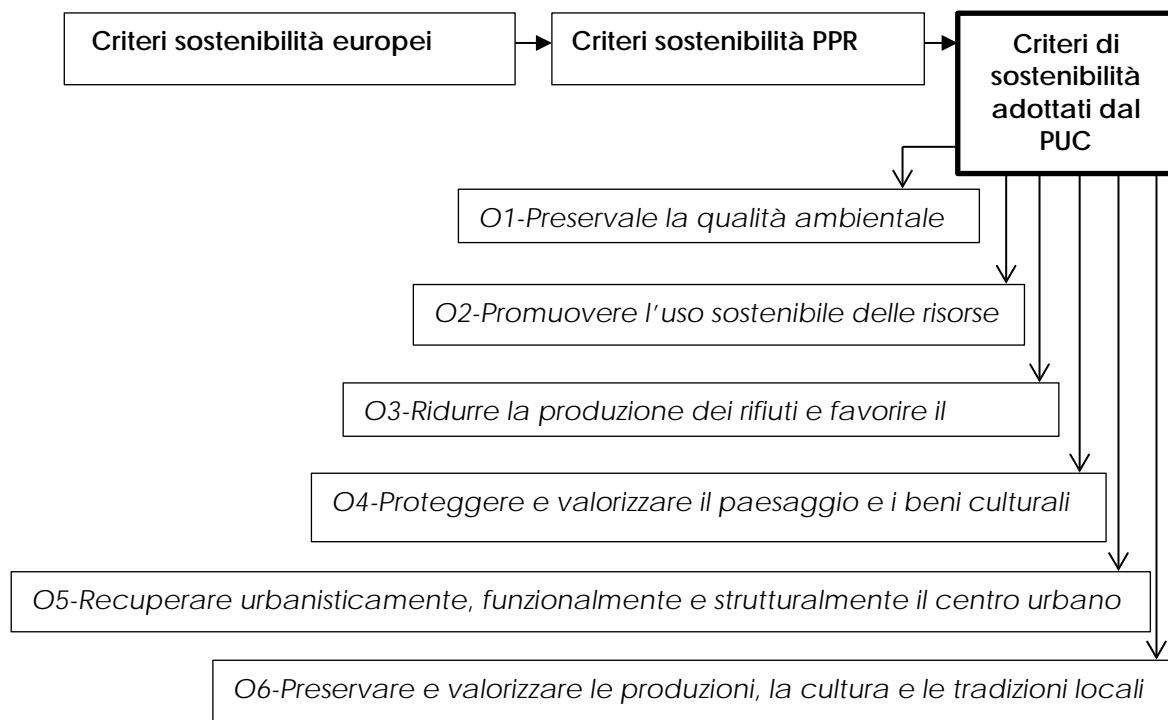 Criteri sostenibilità europei
Criteri sostenibilità PPR
Criteri di
sostenibilità
adottati dal
PUC
O1-Preservale la qualità ambientale
O2-Promuovere l’uso sostenibile delle risorse
O3-Ridurre la produzione dei rifiuti e favorire il
O4-Proteggere e valorizzare il paesaggio e i beni culturali
O5-Recuperare urbanisticamente, funzionalmente e strutturalmente il centro urbano
O6-Preservare e valorizzare le produzioni, la cultura e le tradizioni locali